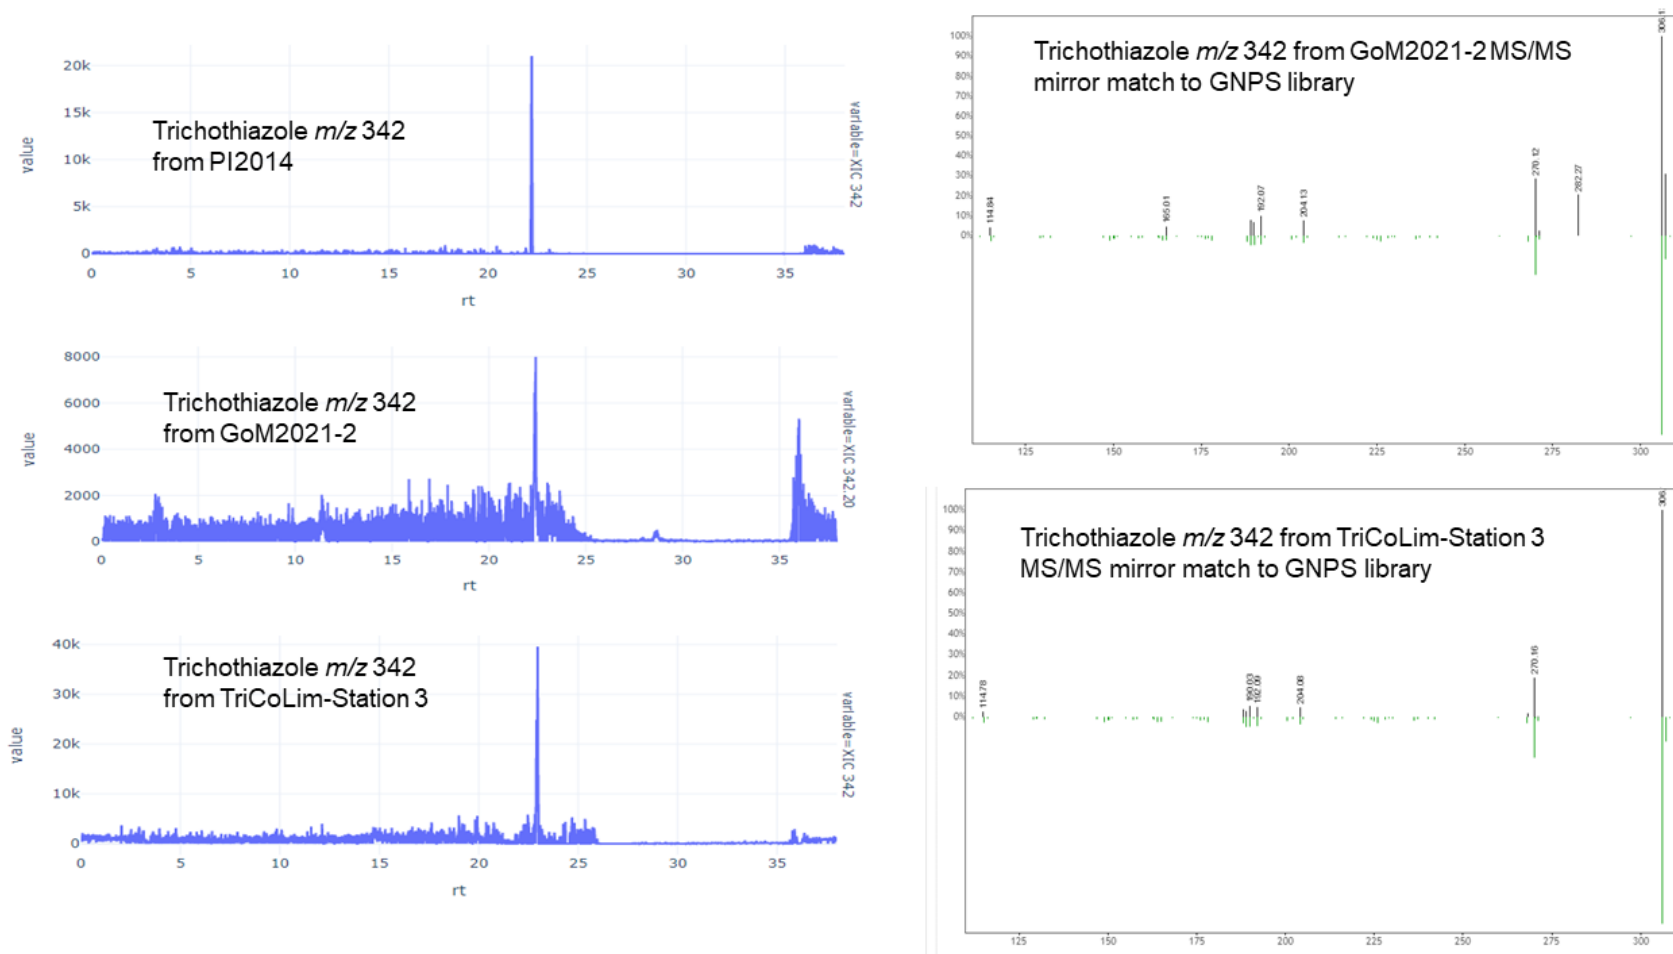 20k
15k
10k
5k
0
value
Trichothiazole m/z 342
from PI2014
variable=XIC 342
0 5 10 15 20 25 30 35
rt
8000
6000
4000
2000
0
value
Trichothiazole m/z 342
from GoM2021-2
variable=XIC 342.20
0 5 10 15 20 25 30 35
rt
40k
30k
20k
10k
0
value
Trichothiazole m/z 342
from TriCoLim-Station 3
variable=XIC 342
0 5 10 15 20 25 30 35
rt
Trichothiazole m/z 342 from GoM2021-2 MS/MS
mirror match to GNPS library
100%
90%
80%
70%
60%
50%
40%
30%
20%
10%
0%
114.84
165.01
192.07
204.13
270.12
282.27
125 150 175 200 225 250 275 300
Trichothiazole m/z 342 from TriCoLim-Station 3
MS/MS mirror match to GNPS library
100%
90%
80%
70%
60%
50%
40%
30%
20%
10%
0%
114.78
190.03
192.09
204.08
270.16
306.
125 150 175 200 225 250 275 300